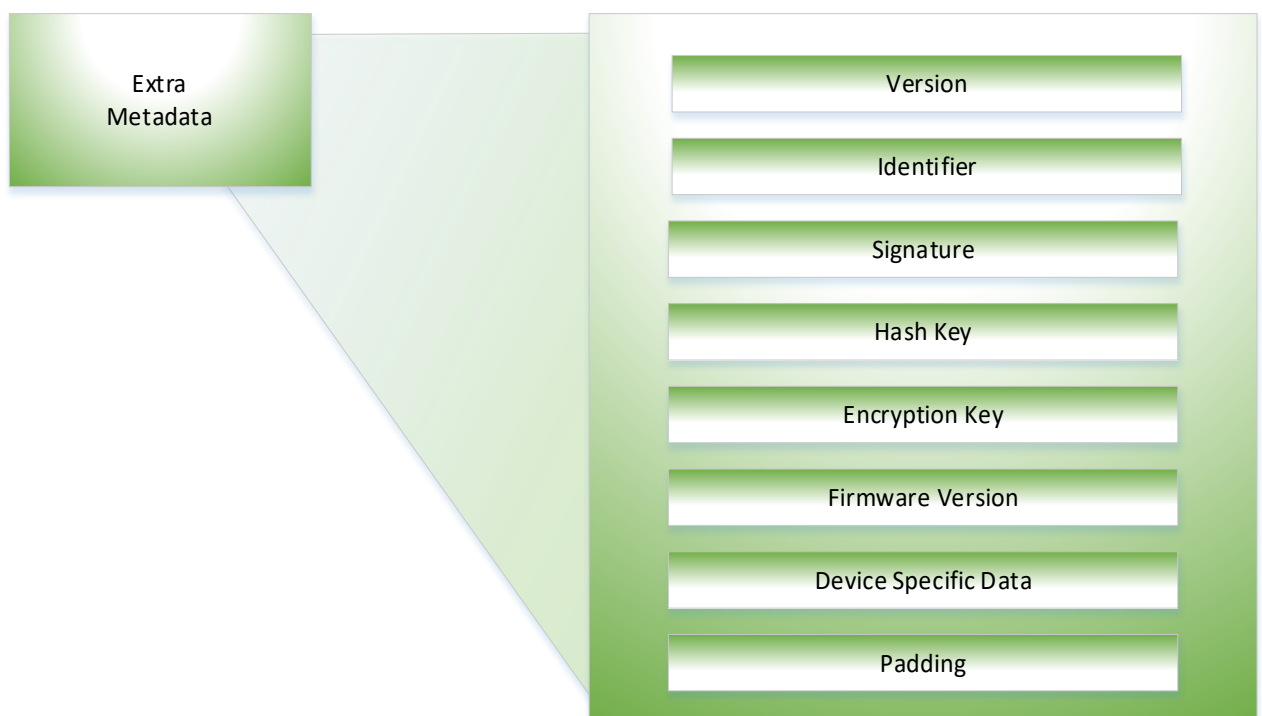 Extra
Metadata
Version
Identifier
Signature
Hash Key
Encryption Key
Firmware Version
Device Specific Data
Padding